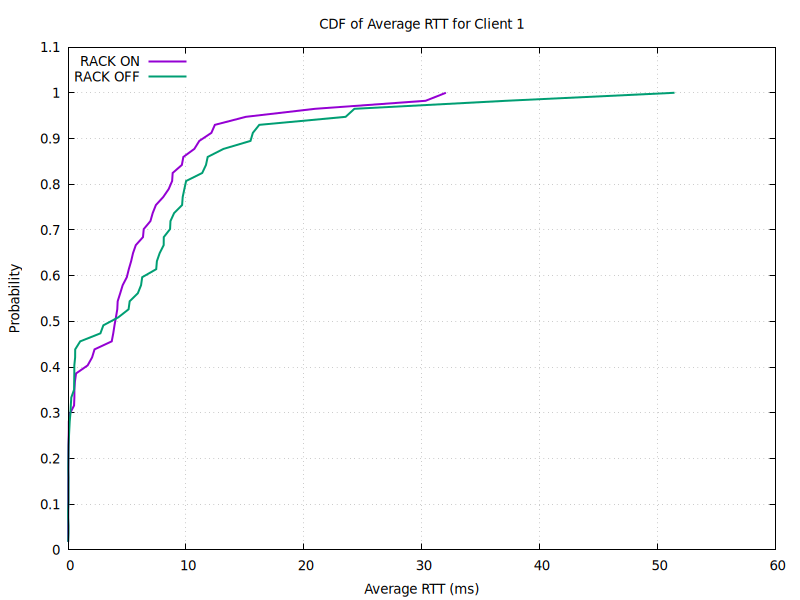 CDF of Average RTT for Client 1
1.1
RACK ON
RACK OFF
1
0.9
0.8
0.7
0.6
0.5
0.4
0.3
0.2
0.1
0
Probability
0 10 20 30 40 50 60
Average RTT (ms)